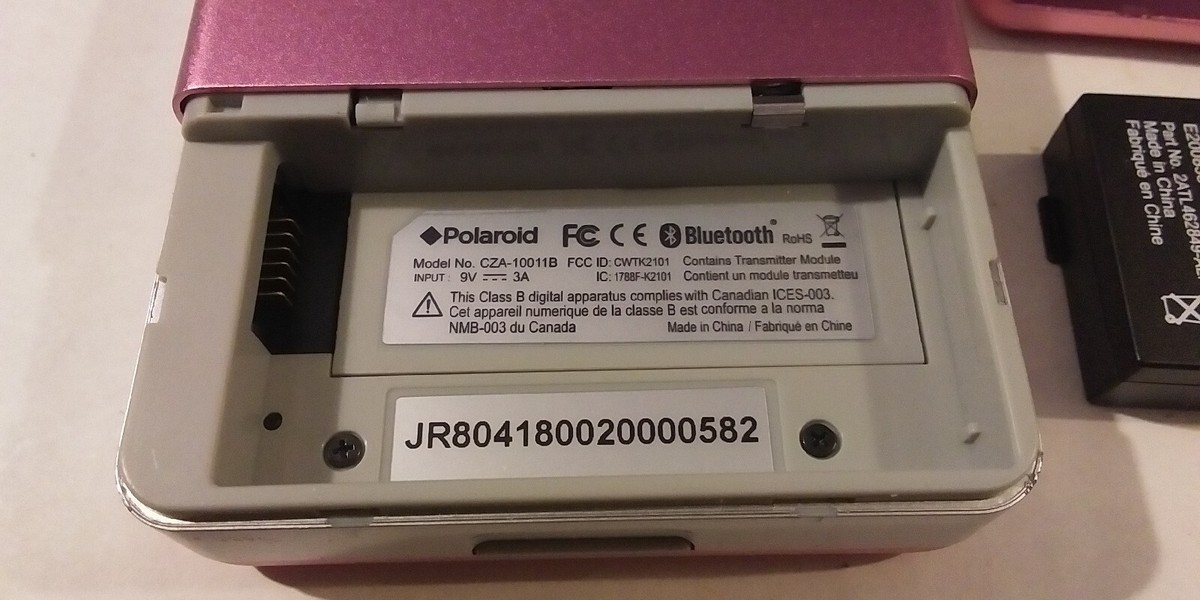 Polaroid FC CE Bluetooth® RoHS
Model No. CZA-10011B FCC ID: CWTK2101 Contains Transmitter Module
INPUT: 9V 3A IC: 1788F-K2101 Contient un module transmetteu
This Class B digital apparatus complies with Canadian ICES-003.
Cet appareil numerique de la classe B est conforme a la norma
NMB-003 du Canada Made in China / Fabriqué en Chine
JR804180020000582
Part No.
Made in China
Fabriqué en Chine